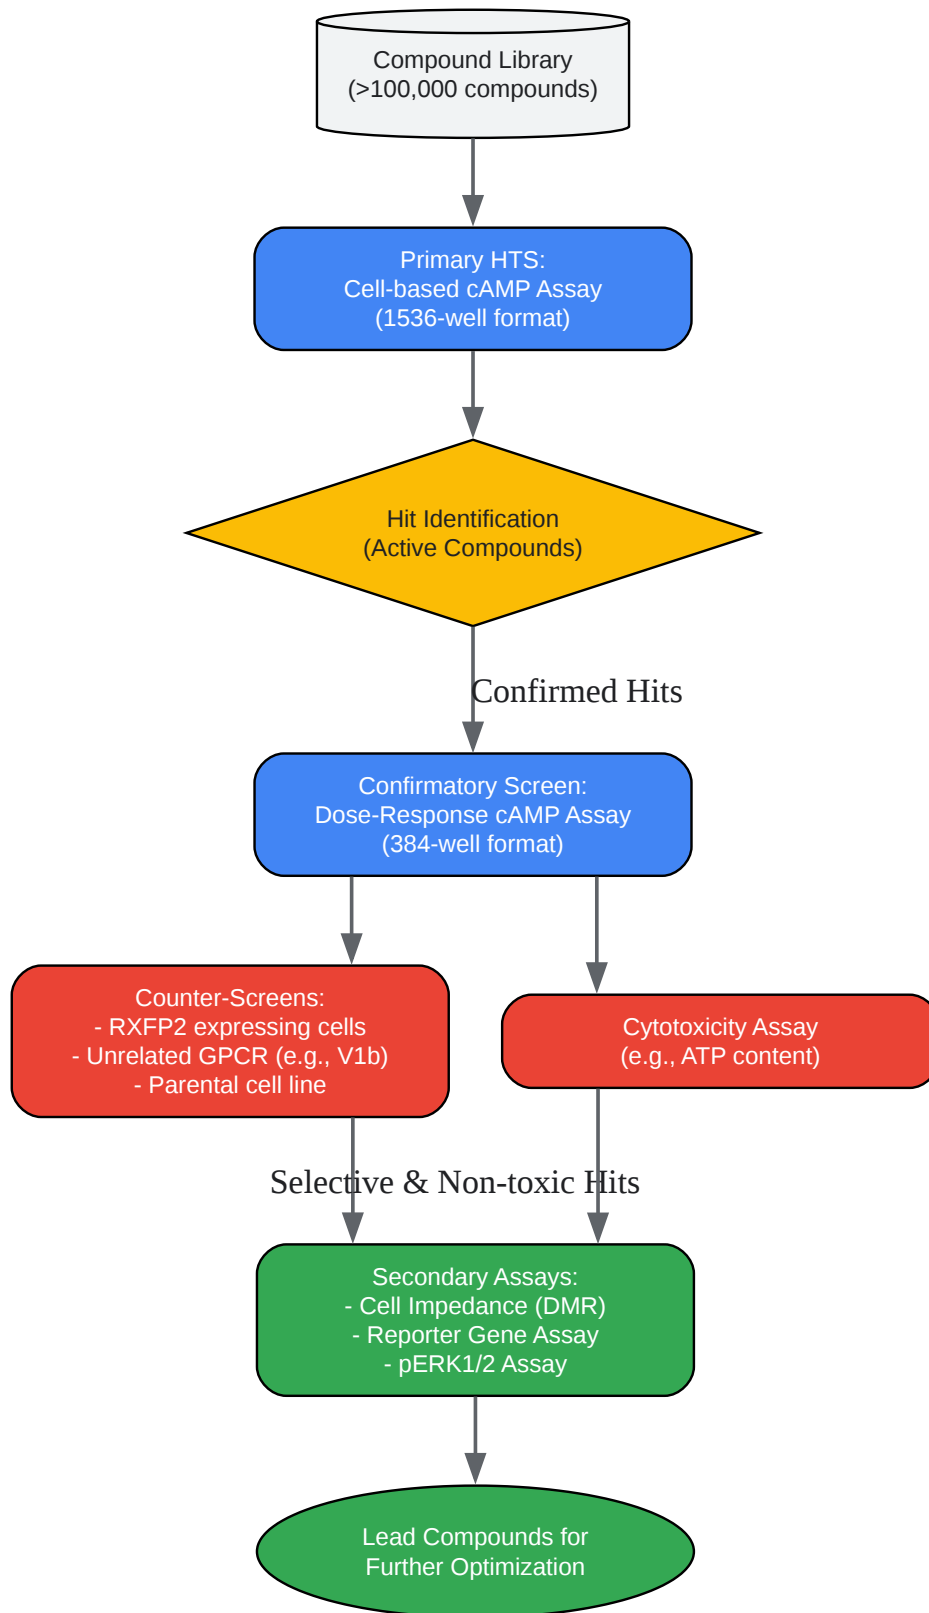 Compound Library
(>100,000 compounds)
Primary HTS:
Cell-based cAMP Assay
(1536-well format)
Hit Identification
(Active Compounds)
Confirmed Hits
Confirmatory Screen:
Dose-Response cAMP Assay
(384-well format)
Counter-Screens:
- RXFP2 expressing cells
- Unrelated GPCR (e.g., V1b)
- Parental cell line
Cytotoxicity Assay
(e.g., ATP content)
Selective & Non-toxic Hits
Secondary Assays:
- Cell Impedance (DMR)
- Reporter Gene Assay
- pERK1/2 Assay
Lead Compounds for
Further Optimization